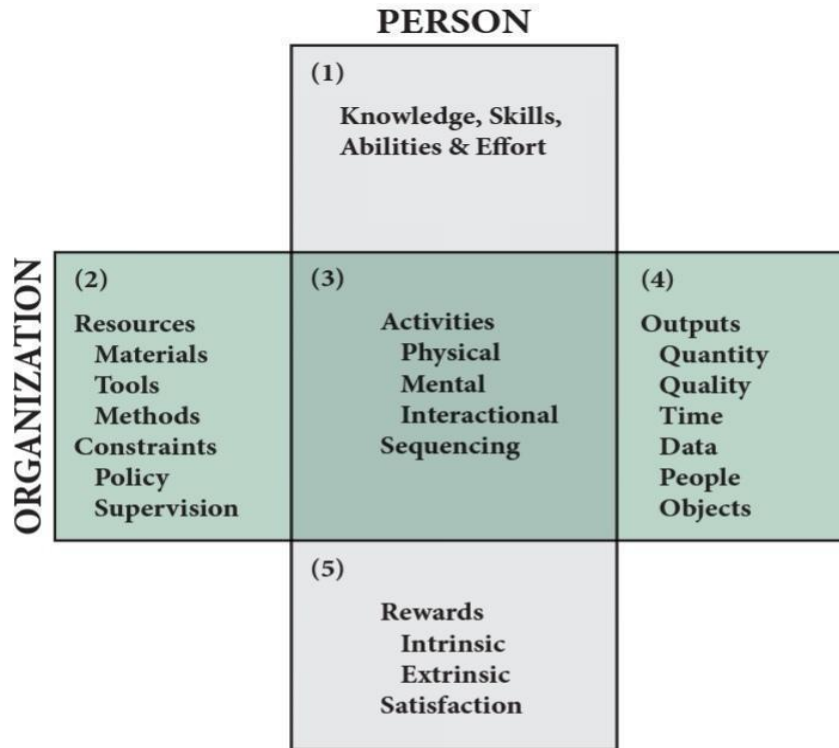 PERSON
(1)
Knowledge, Skills,
Abilities & Effort
ORGANIZATION
(2)
Resources
Materials
Tools
Methods
Constraints
Policy
Supervision
(3)
Activities
Physical
Mental
Interactional
Sequencing
(4)
Outputs
Quantity
Quality
Time
Data
People
Objects
(5)
Rewards
Intrinsic
Extrinsic
Satisfaction